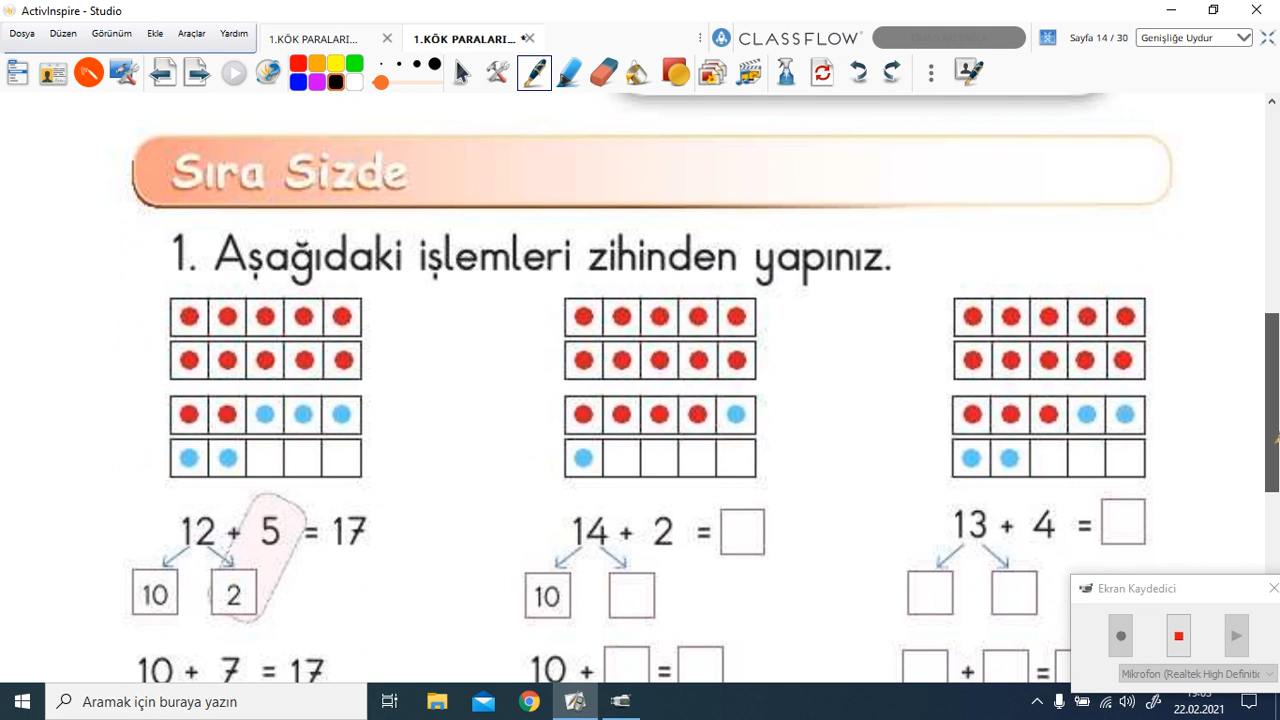 ActivInspire - Studio
Dosya Düzen Görünüm Ekle Araçlar Yardım
1.KÖK PARALARI...
1.KÖK PARALARI... *
CLASSFLOW
Sayfa 14 / 30
Genişliğe Uydur
Sıra Sizde
1. Aşağıdaki işlemleri zihinden yapınız.
12 + 5 = 17
14 + 2 =
13 + 4 =
10 2
10
10 + 7 = 17
10 + =
+ =
Ekran Kaydedici
Mikrofon (Realtek High Definitic
Aramak için buraya yazın
22.02.2021